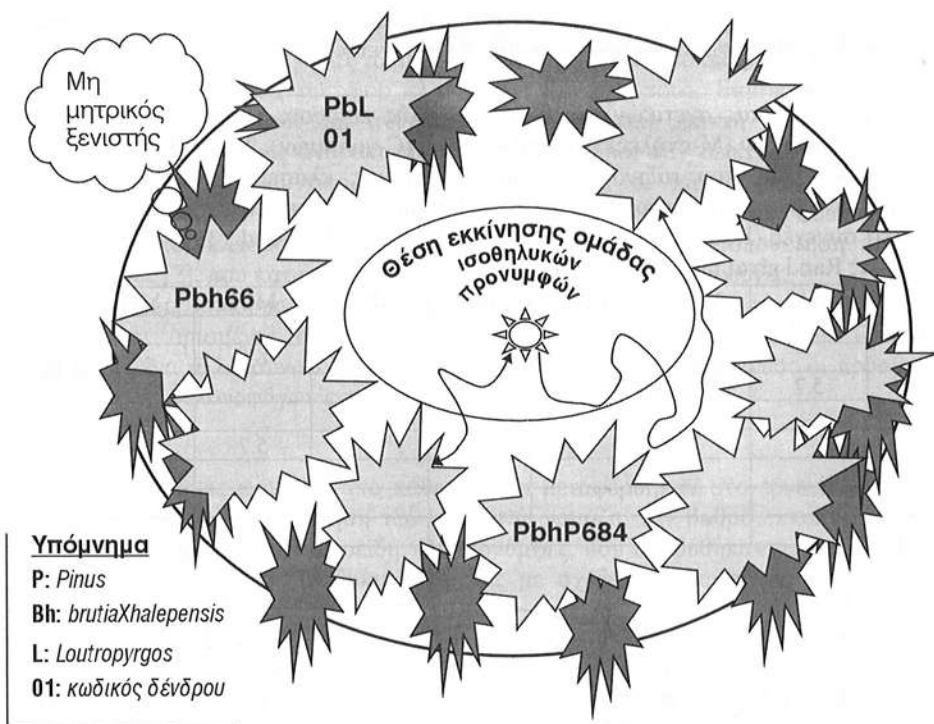 Μη
μητρικός
ξενιστής
PbL
01
Pbh66
Θέση εκκίνησης ομάδας
ισοθηλυκών
προνυμφών
PbhP684
Υπόμνημα
P: Pinus
Bh: brutiaXhalepensis
L: Loutropyrgos
01: κωδικός δένδρου